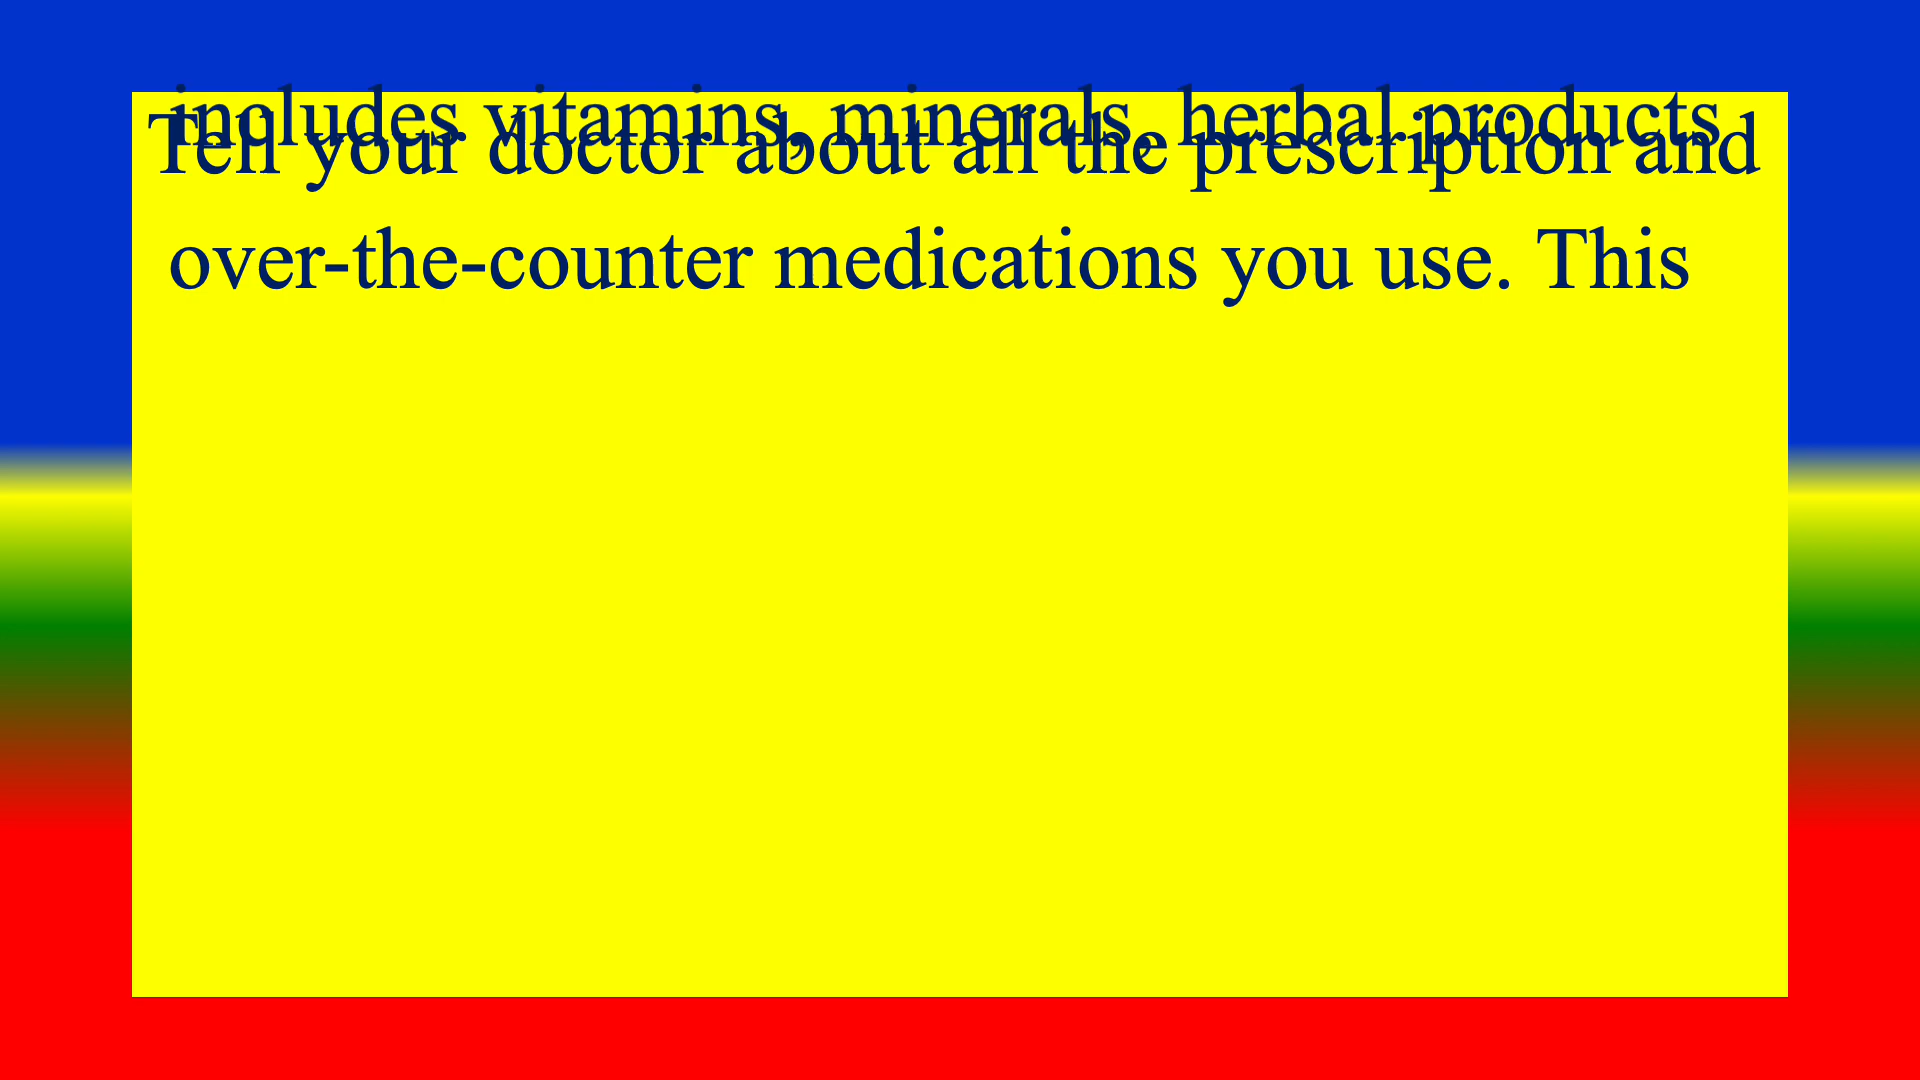 Tell your doctor about all the prescription and
over-the-counter medications you use. This
includes vitamins, minerals, herbal products